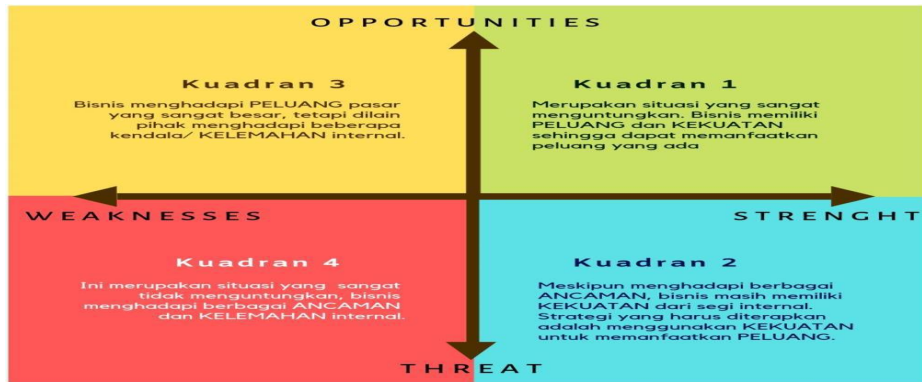 OPPORTUNITIES
Kuadran 3
Bisnis menghadapi PELUANG pasar
yang sangat besar, tetapi dilain
pihak menghadapi beberapa
kendala/ KELEMAHAN internal.
Kuadran 1
Merupakan situasi yang sangat
menguntungkan. Bisnis memiliki
PELUANG dan KEKUATAN
sehingga dapat memanfaatkan
peluang yang ada
WEAKNESSES
STRENGHT
Kuadran 4
Ini merupakan situasi yang sangat
tidak menguntungkan, bisnis
menghadapi berbagai ANCAMAN
dan KELEMAHAN internal.
Kuadran 2
Meskipun menghadapi berbagai
ANCAMAN, bisnis masih memiliki
KEKUATAN dari segi internal.
Strategi yang harus diterapkan
adalah menggunakan KEKUATAN
untuk memanfaatkan PELUANG.
THREAT